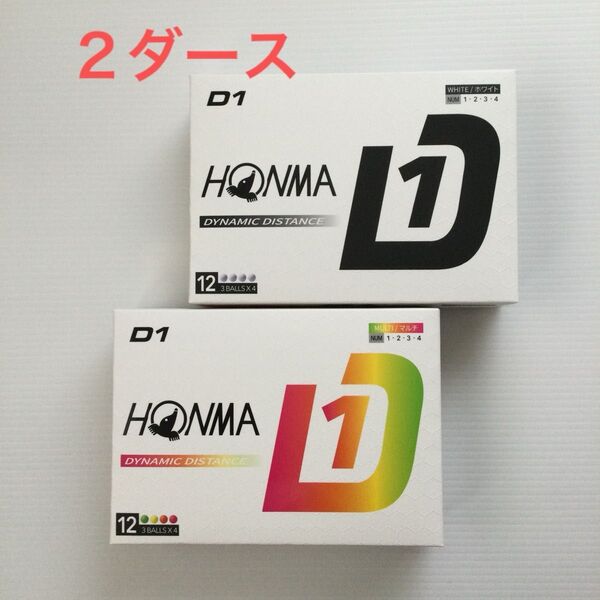 2ダース
D1
WHITE/ホワイト
NUM 1・2・3・4
HONMA
D1
DYNAMIC DISTANCE
12
3 BALLS X 4
D1
MULTI/マルチ
NUM 1・2・3・4
HONMA
D1
DYNAMIC DISTANCE
12
3 BALLS X 4